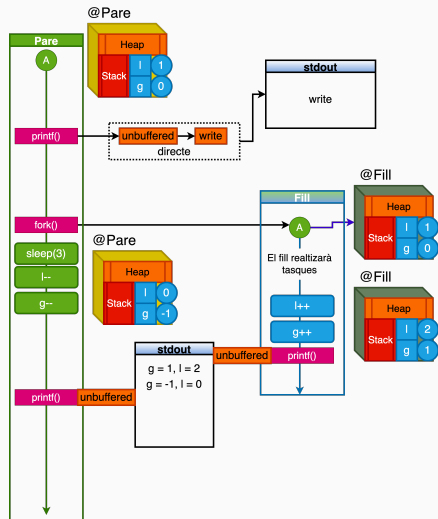 @Pare
Pare
A
Heap
Stack
l 1
g 0
stdout
write
printf()
unbuffered
write
directe
@Fill
Fill
fork()
A
Heap
Stack
l 1
g 0
@Pare
sleep(3)
l--
g--
Heap
Stack
l 0
g -1
El fill realtizarà
tasques
@Fill
l++
g++
Heap
Stack
l 2
g 1
stdout
unbuffered
printf()
g = 1, l = 2
g = -1, l = 0
printf()
unbuffered